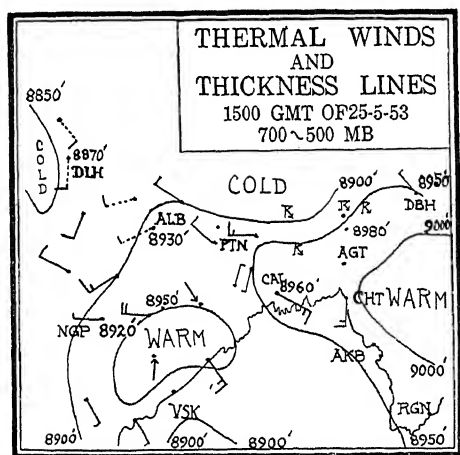 THERMAL WINDS
AND
THICKNESS LINES
1500 GMT OF 25-5-53
700~500 MB
8850'
COLD
8870'
DLH
COLD
8900'
8950'
DBH
ALB
8930'
PTN
8980'
AGT
8950'
8960'
CAL
CHT WARM
NGP 8920'
WARM
AKB
9000'
9000'
VSK
RGN
8900'
8900'
8900'
8950'